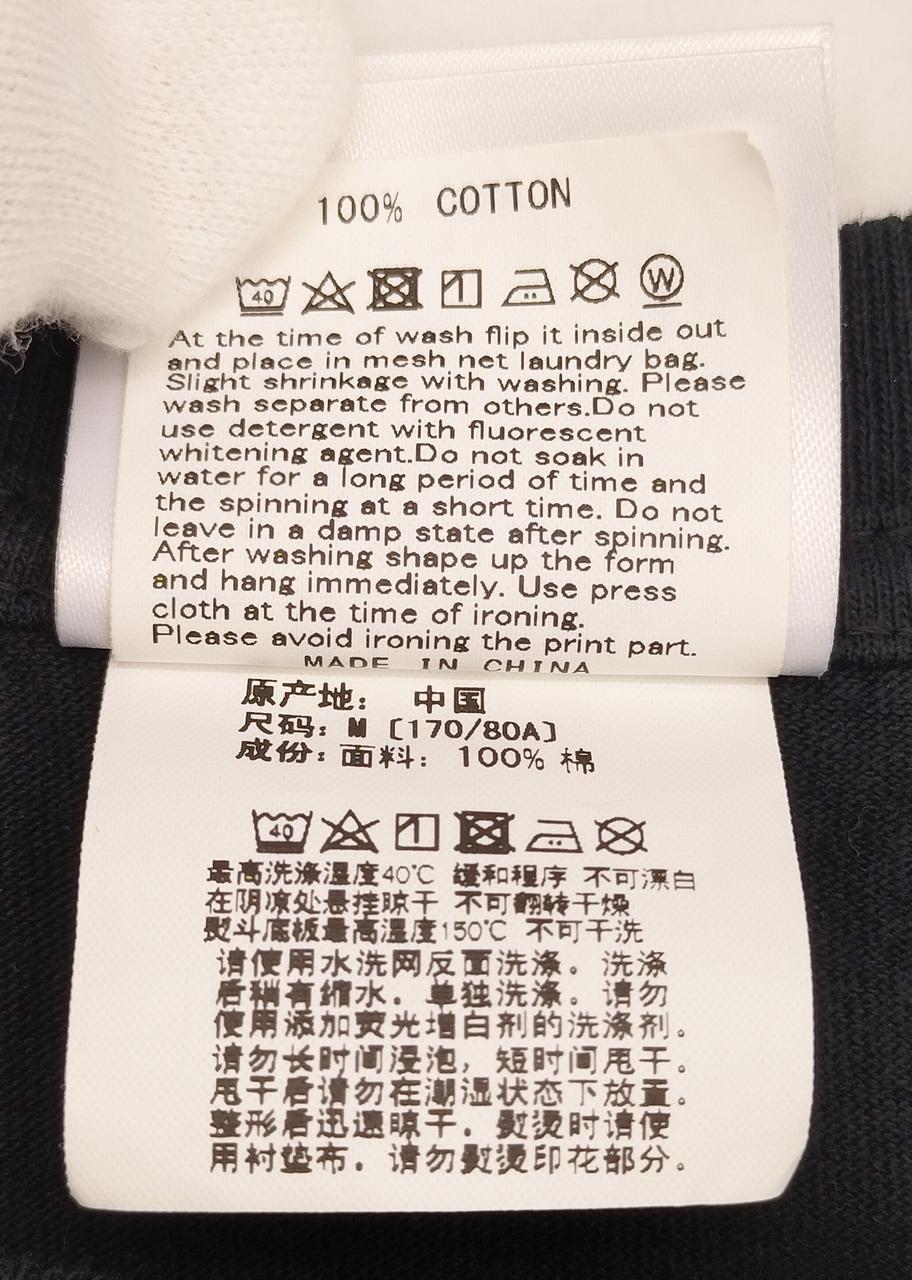 100% COTTON
40 W
At the time of wash flip it inside out
and place in mesh net laundry bag.
Slight shrinkage with washing. Please
wash separate from others.Do not
use detergent with fluorescent
whitening agent.Do not soak in
water for a long period of time and
the spinning at a short time. Do not
leave in a damp state after spinning.
After washing shape up the form
and hang immediately. Use press
cloth at the time of ironing.
Please avoid ironing the print part.
MADE IN CHINA
原产地： 中国
尺码：M [170/80A]
成份：面料： 100% 棉
40
最高洗涤温度40℃ 缓和程序 不可漂白
在阴凉处悬挂晾干 不可翻转干燥
熨斗底板最高温度150℃ 不可干洗
请使用水洗网反面洗涤。洗涤
后稍有缩水。单独洗涤。请勿
使用添加荧光增白剂的洗涤剂。
请勿长时间浸泡，短时间甩干。
甩干后请勿在潮湿状态下放置。
整形后迅速晾干。熨烫时请使
用衬垫布。请勿熨烫印花部分。